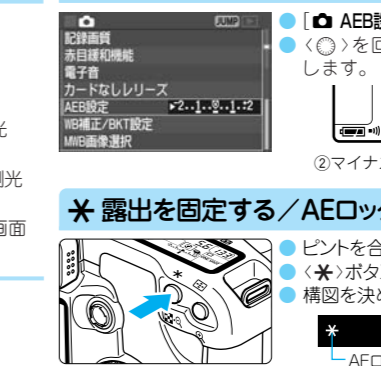 JUMP
記録画質
赤目緩和機能
電子音
カードなしレリーズ
AEB設定
WB補正/BKT設定
MWB画像選択
光
測光
画面
[ AEB設
〈 〉を回
します。
②マイナ
✱ 露出を固定する／AEロック
ピントを合
〈✱〉ボタ
構図を決め
✱
AEロ